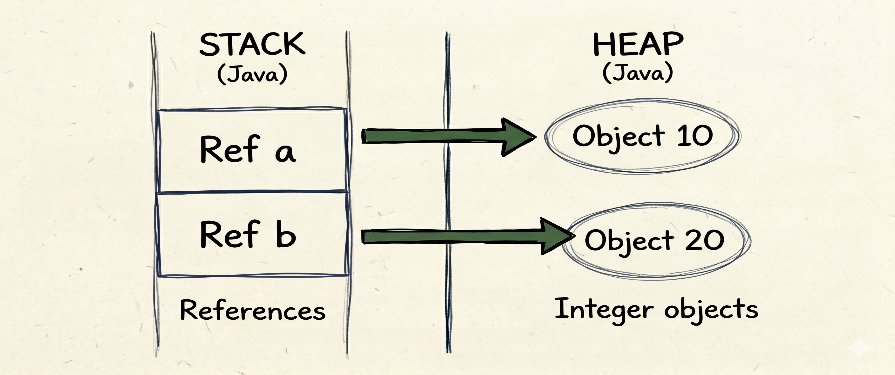 STACK
(Java)
Ref a
Ref b
References
HEAP
(Java)
Object 10
Object 20
Integer objects